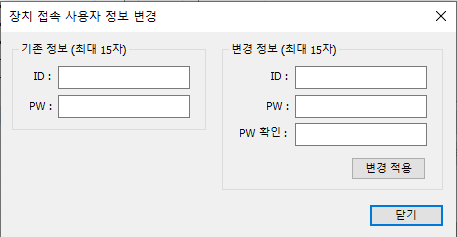 장치 접속 사용자 정보 변경
기존 정보 (최대 15자)
ID :
PW :
변경 정보 (최대 15자)
ID :
PW :
PW 확인 :
변경 적용
닫기